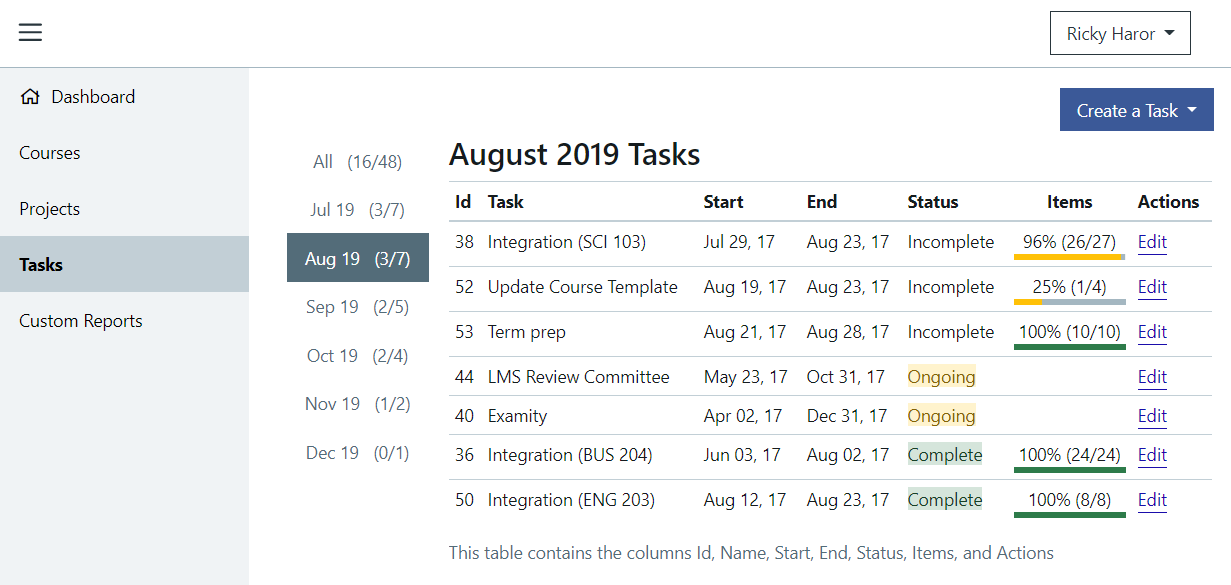 Ricky Haror
Dashboard
Courses
Projects
Tasks
Custom Reports
Create a Task
All (16/48)
Jul 19 (3/7)
Aug 19 (3/7)
Sep 19 (2/5)
Oct 19 (2/4)
Nov 19 (1/2)
Dec 19 (0/1)
August 2019 Tasks
Id Task Start End Status Items Actions
38 Integration (SCI 103) Jul 29, 17 Aug 23, 17 Incomplete 96% (26/27) Edit
52 Update Course Template Aug 19, 17 Aug 23, 17 Incomplete 25% (1/4) Edit
53 Term prep Aug 21, 17 Aug 28, 17 Incomplete 100% (10/10) Edit
44 LMS Review Committee May 23, 17 Oct 31, 17 Ongoing Edit
40 Examity Apr 02, 17 Dec 31, 17 Ongoing Edit
36 Integration (BUS 204) Jun 03, 17 Aug 02, 17 Complete 100% (24/24) Edit
50 Integration (ENG 203) Aug 12, 17 Aug 23, 17 Complete 100% (8/8) Edit
This table contains the columns Id, Name, Start, End, Status, Items, and Actions